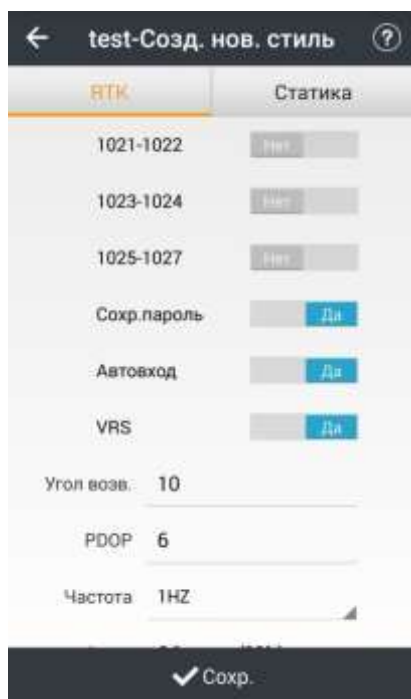 test-Созд. нов. стиль ?
RTK Статика
1021-1022 Нет
1023-1024 Нет
1025-1027 Нет
Сохр.пароль Да
Автовход Да
VRS Да
Угол возв. 10
PDOP 6
Частота 1HZ
Сохр.